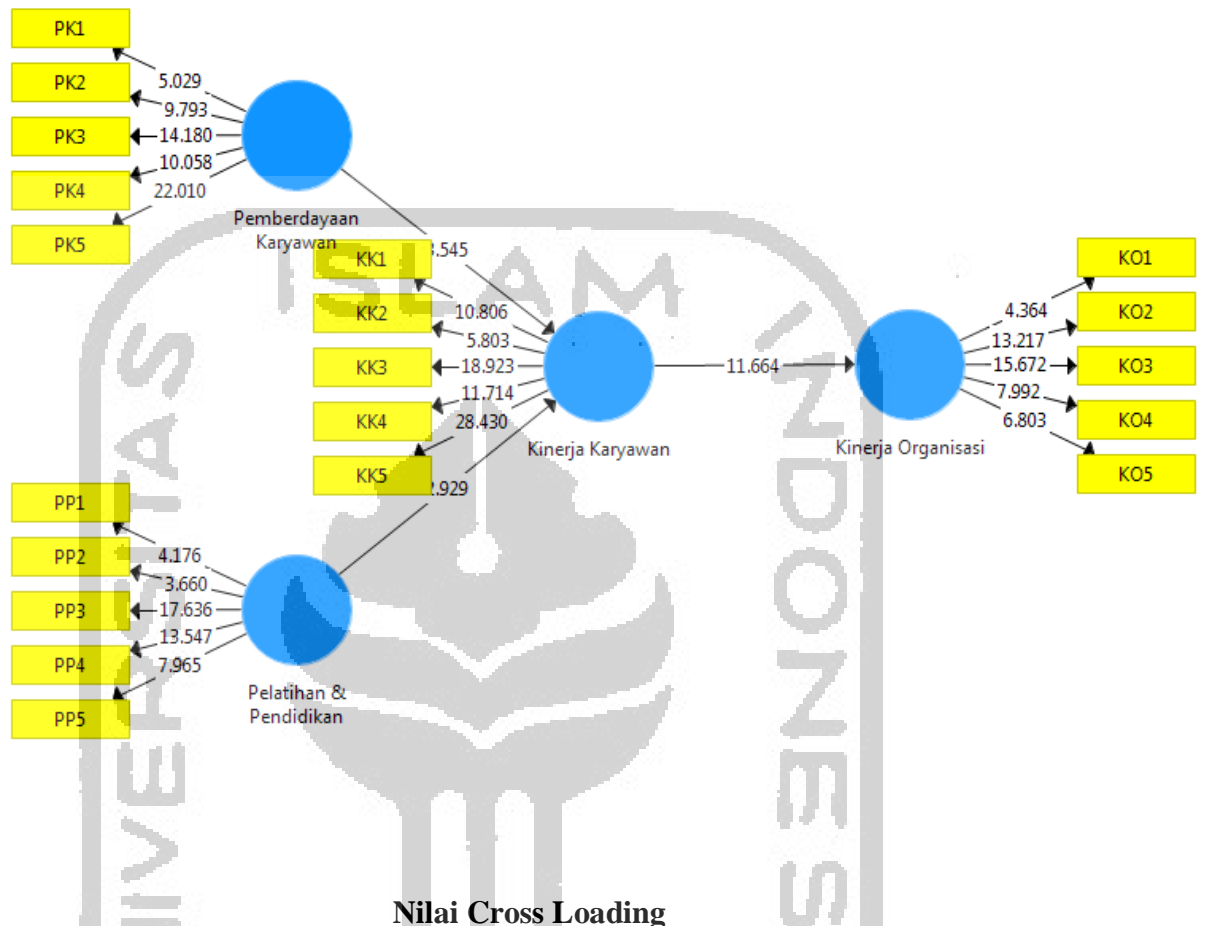 PK1
PK2
PK3
PK4
PK5
5.029
9.793
14.180
10.058
22.010
Pemberdayaan
Karyawan
.545
KK1
KK2
KK3
KK4
KK5
10.806
5.803
18.923
11.714
28.430
Kinerja Karyawan
11.664
Kinerja Organisasi
KO1
KO2
KO3
KO4
KO5
4.364
13.217
15.672
7.992
6.803
.929
PP1
PP2
PP3
PP4
PP5
4.176
3.660
17.636
13.547
7.965
Pelatihan &
Pendidikan
ISLAM
Nilai Cross Loading